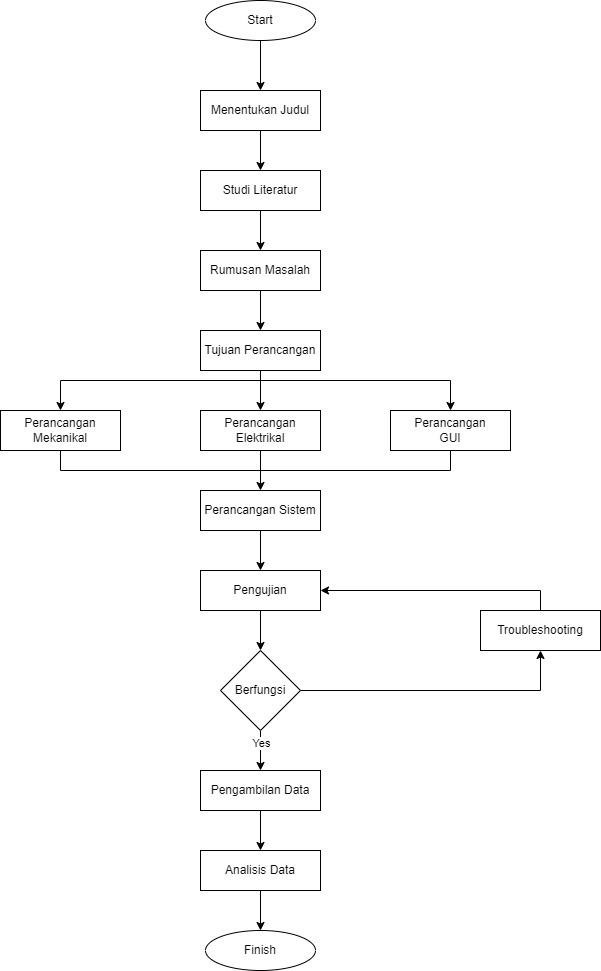 Start
Menentukan Judul
Studi Literatur
Rumusan Masalah
Tujuan Perancangan
Perancangan
Mekanikal
Perancangan
Elektrikal
Perancangan
GUI
Perancangan Sistem
Pengujian
Troubleshooting
Berfungsi
Yes
Pengambilan Data
Analisis Data
Finish